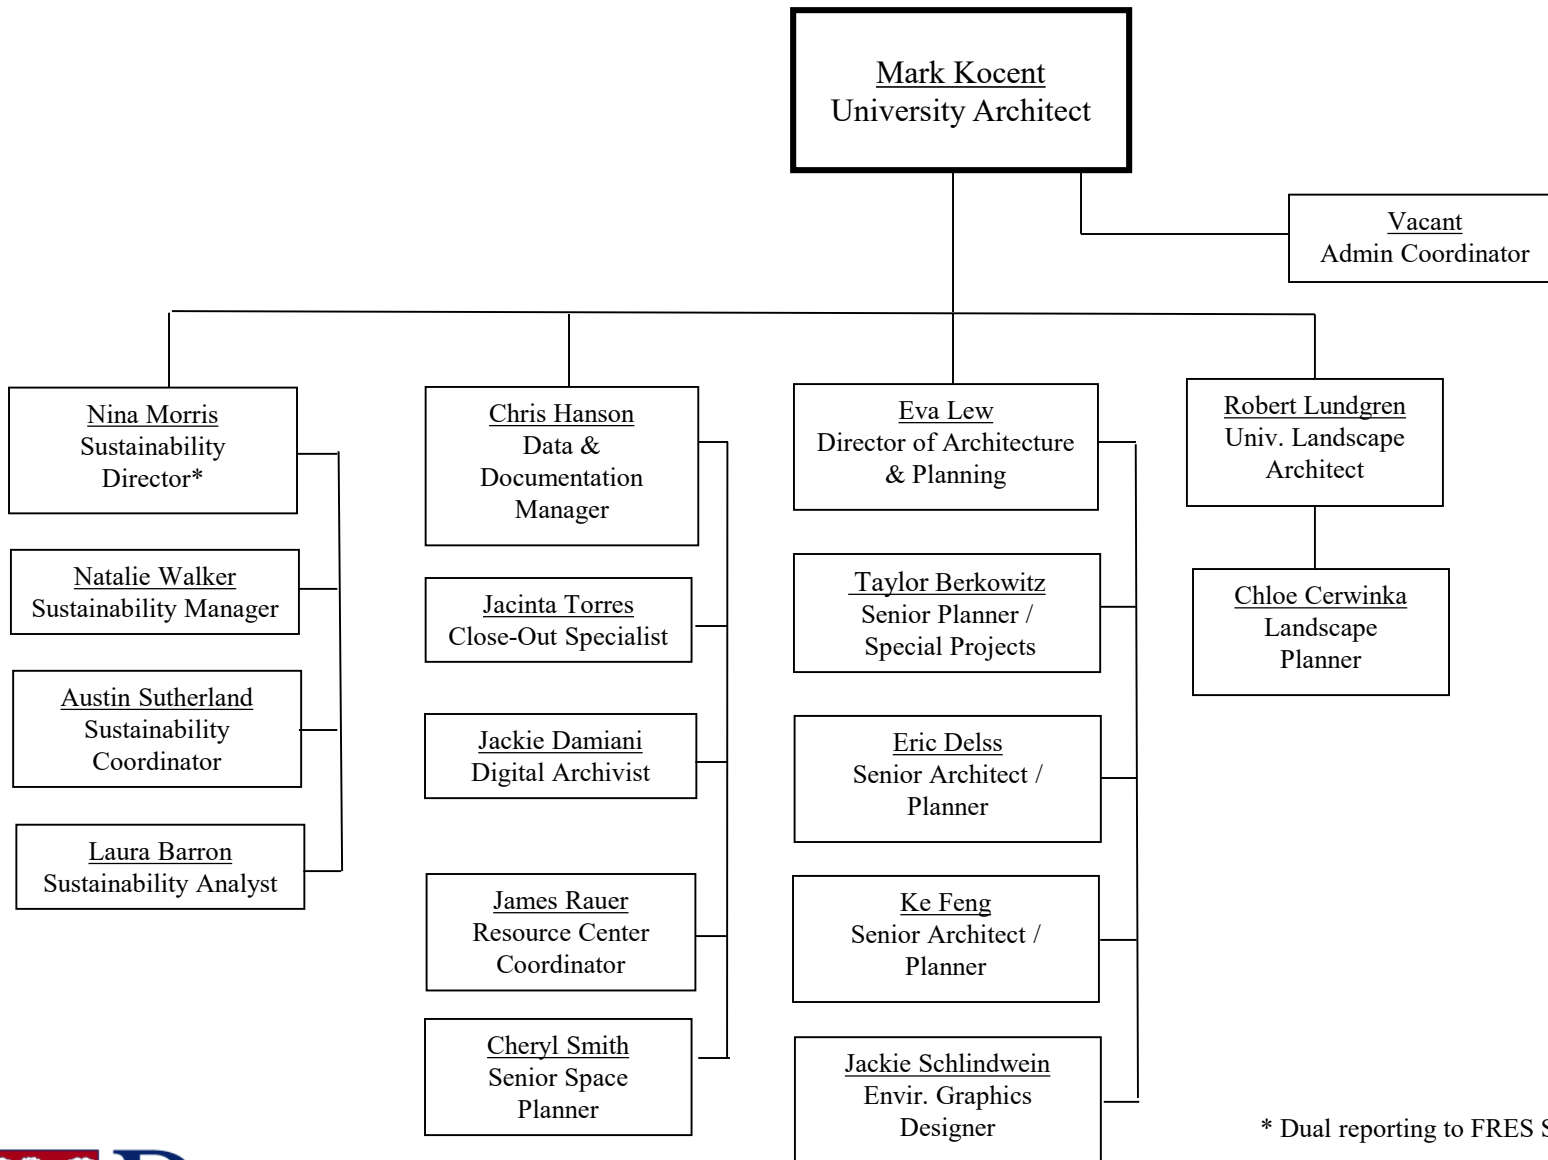 Mark Kocent
University Architect
Vacant
Admin Coordinator
Nina Morris
Sustainability
Director*
Natalie Walker
Sustainability Manager
Austin Sutherland
Sustainability
Coordinator
Laura Barron
Sustainability Analyst
Chris Hanson
Data &
Documentation
Manager
Jacinta Torres
Close-Out Specialist
Jackie Damiani
Digital Archivist
James Rauer
Resource Center
Coordinator
Cheryl Smith
Senior Space
Planner
Eva Lew
Director of Architecture
& Planning
Taylor Berkowitz
Senior Planner /
Special Projects
Eric Delss
Senior Architect /
Planner
Ke Feng
Senior Architect /
Planner
Jackie Schlindwein
Envir. Graphics
Designer
Robert Lundgren
Univ. Landscape
Architect
Chloe Cerwinka
Landscape
Planner
* Dual reporting to FRES